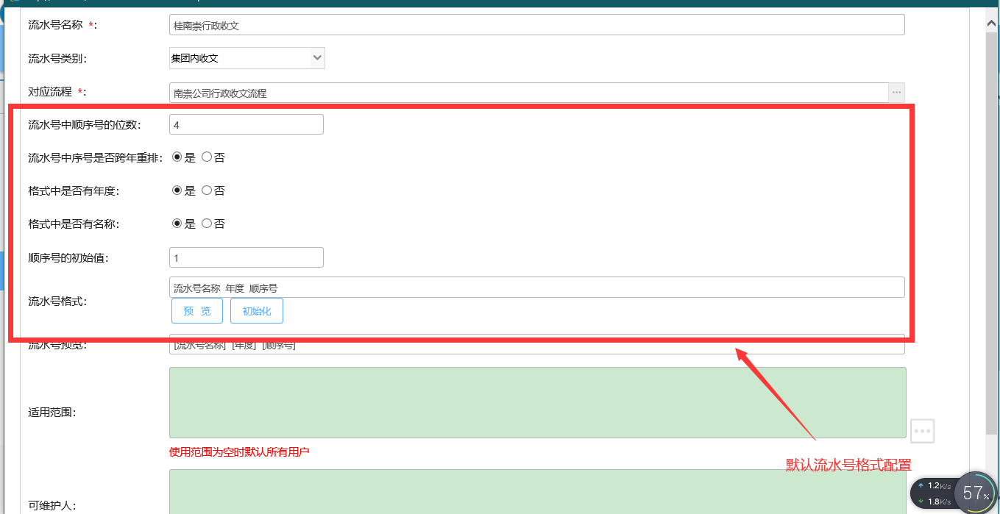 流水号名称 *: 桂南崇行政收文
流水号类别: 集团内收文
对应流程 *: 南崇公司行政收文流程 ...
流水号中顺序号的位数: 4
流水号中序号是否跨年重排: 是 否
格式中是否有年度: 是 否
格式中是否有名称: 是 否
顺序号的初始值: 1
流水号格式: 流水号名称 年度 顺序号
预 览 初始化
流水号预览: [流水号名称] [年度] [顺序号]
适用范围:
...
使用范围为空时默认所有用户
默认流水号格式配置
可维护人:
1.2K/s
1.8K/s
57%